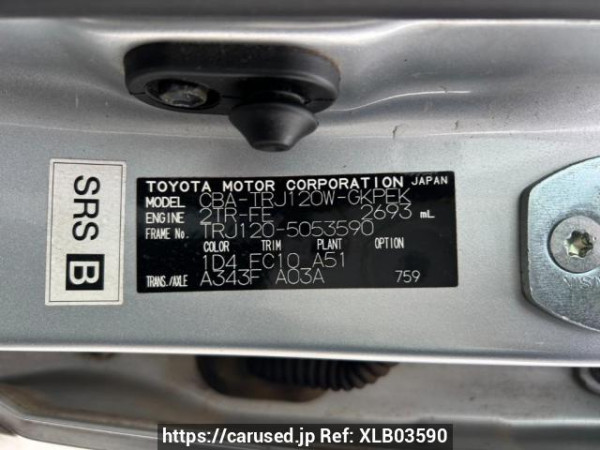 TOYOTA MOTOR CORPORATION JAPAN
MODEL CBA-TRJ120W-GKPEK
ENGINE 2TR-FE 2693 mL
FRAME No. TRJ120-5053590
COLOR TRIM PLANT OPTION
1D4 FC10 A51
TRANS./AXLE A343F A03A 759
SRS B
https://carused.jp Ref: XLB03590